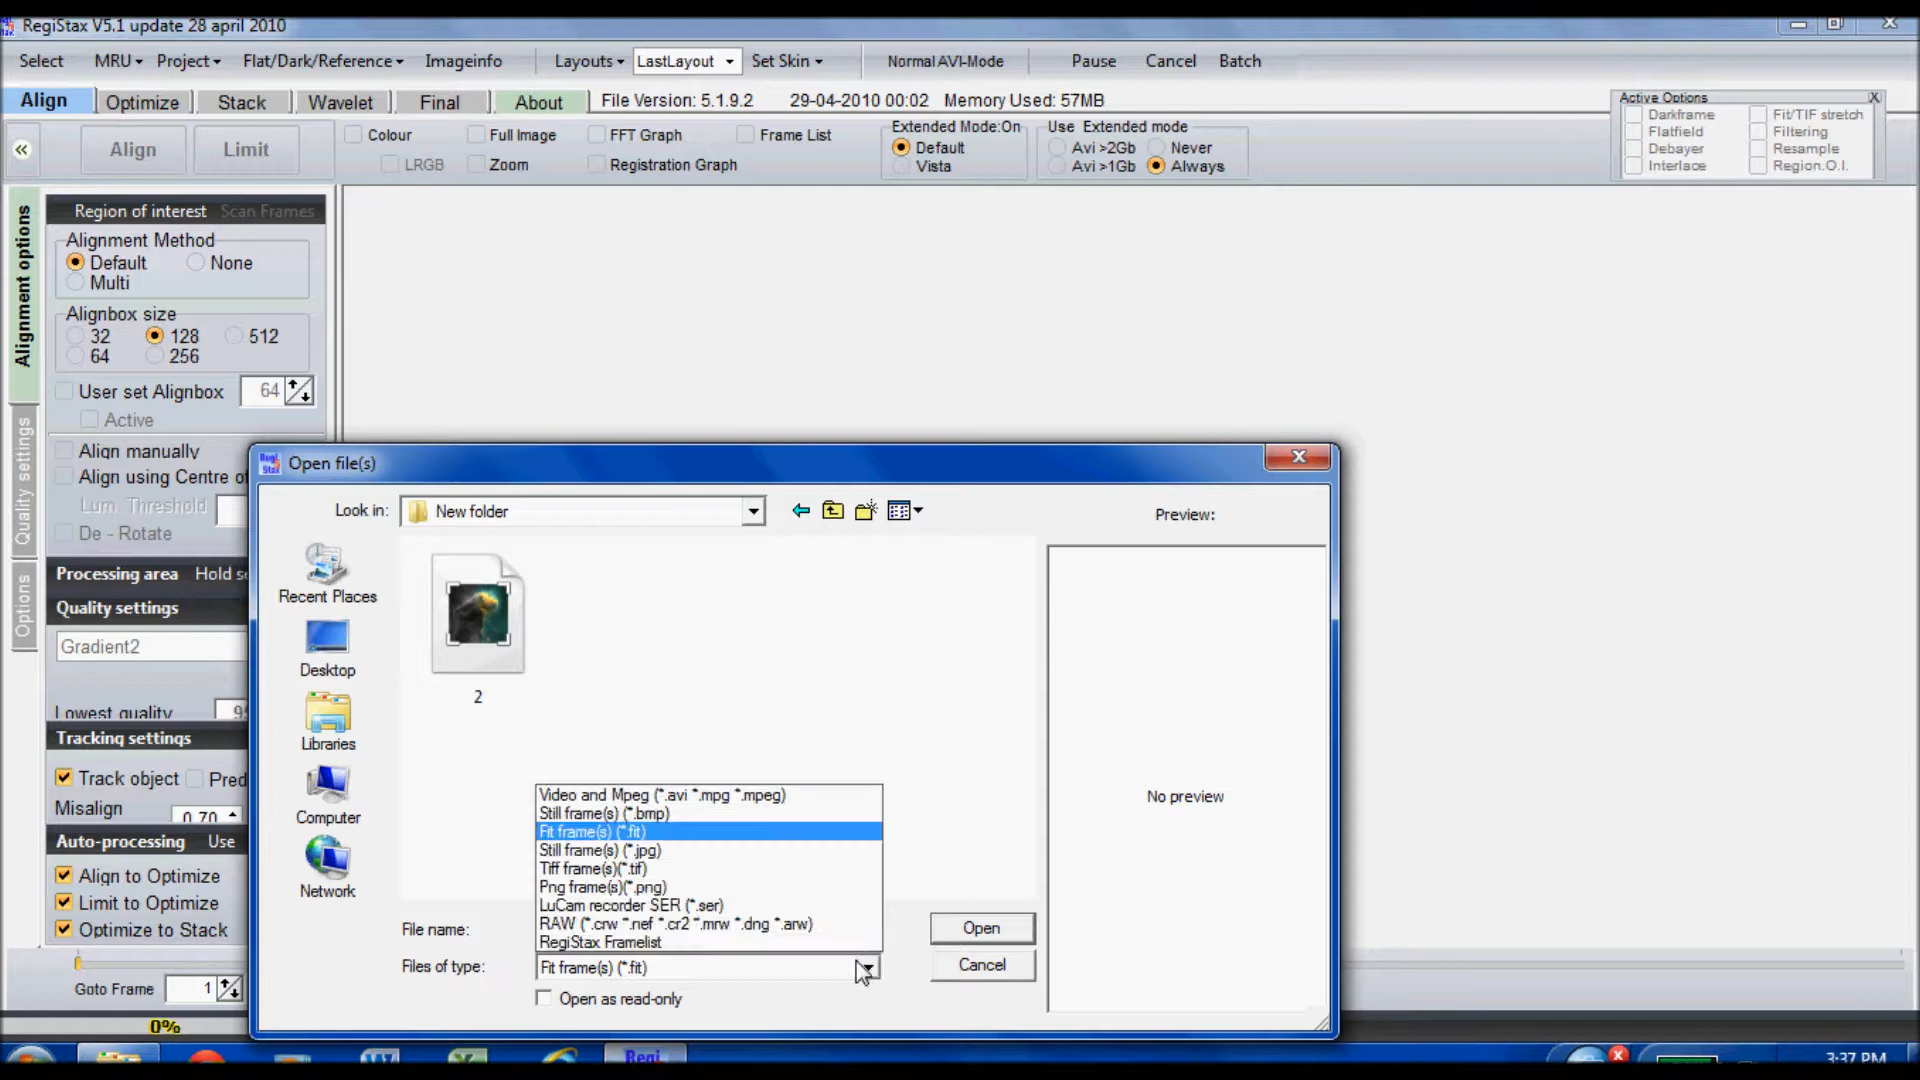 RegiStax V5.1 update 28 april 2010
Select MRU Project Flat/Dark/Reference Imageinfo Layouts LastLayout Set Skin Normal AVI-Mode Pause Cancel Batch
Align Optimize Stack Wavelet Final About File Version: 5.1.9.2 29-04-2010 00:02 Memory Used: 57MB
Align Limit
Colour Full Image FFT Graph Frame List
LRGB Zoom Registration Graph
Extended Mode:On
Default
Vista
Use Extended mode
Avi >2Gb Never
Avi >1Gb Always
Active Options X
Darkframe Fit/TIF stretch
Flatfield Filtering
Debayer Resample
Interlace Region.O.I.
Alignment options
Quality settings
Options
Region of interest Scan Frames
Alignment Method
Default None
Multi
Alignbox size
32 128 512
64 256
User set Alignbox 64
Active
Align manually
Align using Centre of
Lum. Threshold
De - Rotate
Processing area
Quality settings
Gradient2
Lowest quality
Tracking settings
Track object
Misalign 0.70
Auto-processing Use
Align to Optimize
Limit to Optimize
Optimize to Stack
Goto Frame 1
0%
Open file(s)
Look in: New folder
Preview:
Recent Places
Desktop
Libraries
Computer
Network
2
No preview
Video and Mpeg (*.avi *.mpg *.mpeg)
Still frame(s) (*.bmp)
Fit frame(s) (*.fit)
Still frame(s) (*.jpg)
Tiff frame(s)(*.tif)
Png frame(s)(*.png)
LuCam recorder SER (*.ser)
RAW (*.crw *.nef *.cr2 *.mrw *.dng *.arw)
RegiStax Framelist
File name: Open
Files of type: Fit frame(s) (*.fit) Cancel
Open as read-only
Regi
3:37 PM